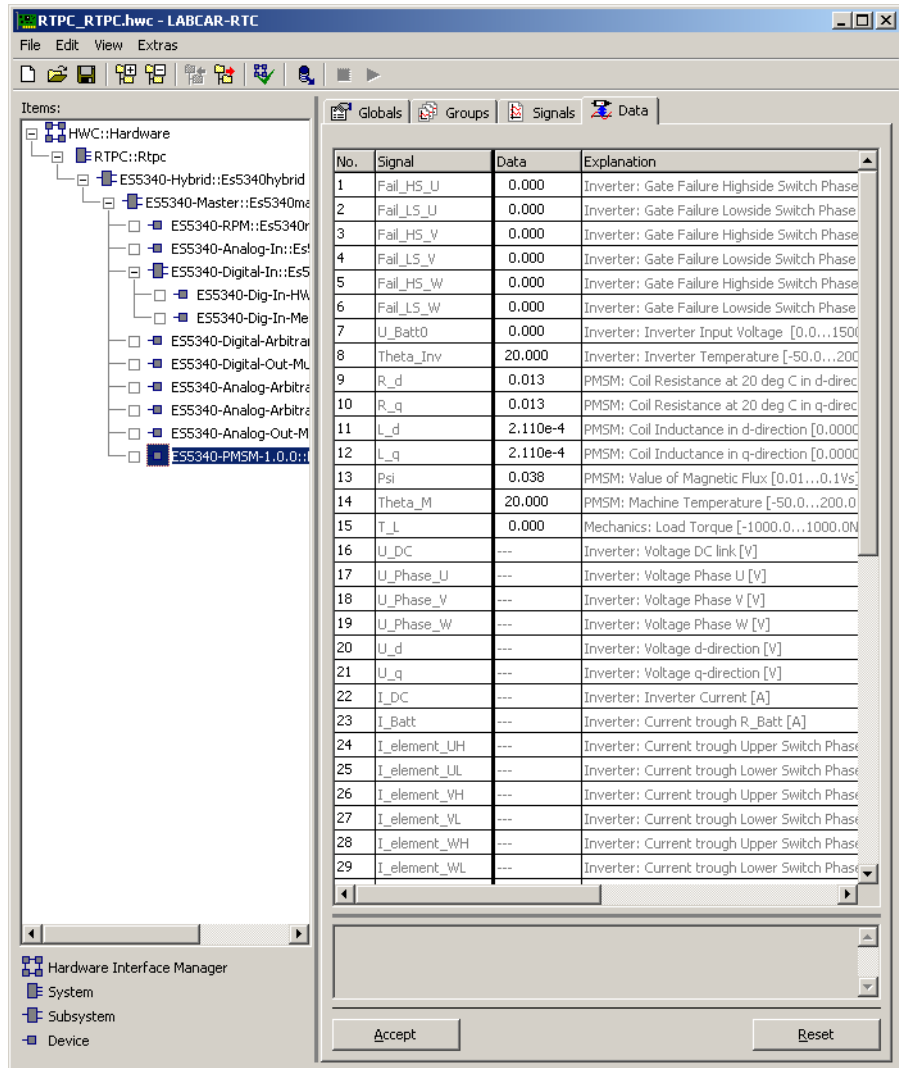 RTPC_RTPC.hwc - LABCAR-RTC
File Edit View Extras
Items:
HWC::Hardware
RTPC::Rtpc
ES5340-Hybrid::Es5340hybrid
ES5340-Master::Es5340ma
ES5340-RPM::Es5340r
ES5340-Analog-In::Es5
ES5340-Digital-In::Es5
ES5340-Dig-In-HW
ES5340-Dig-In-Me
ES5340-Digital-Arbitrar
ES5340-Digital-Out-Mu
ES5340-Analog-Arbitra
ES5340-Analog-Arbitra
ES5340-Analog-Out-M
ES5340-PMSM-1.0.0::
Hardware Interface Manager
System
Subsystem
Device
Globals Groups Signals Data
No. Signal Data Explanation
1 Fail_HS_U 0.000 Inverter: Gate Failure Highside Switch Phase
2 Fail_LS_U 0.000 Inverter: Gate Failure Lowside Switch Phase
3 Fail_HS_V 0.000 Inverter: Gate Failure Highside Switch Phase
4 Fail_LS_V 0.000 Inverter: Gate Failure Lowside Switch Phase
5 Fail_HS_W 0.000 Inverter: Gate Failure Highside Switch Phase
6 Fail_LS_W 0.000 Inverter: Gate Failure Lowside Switch Phase
7 U_Batt0 0.000 Inverter: Inverter Input Voltage [0.0...1500
8 Theta_Inv 20.000 Inverter: Inverter Temperature [-50.0...200
9 R_d 0.013 PMSM: Coil Resistance at 20 deg C in d-direc
10 R_q 0.013 PMSM: Coil Resistance at 20 deg C in q-direc
11 L_d 2.110e-4 PMSM: Coil Inductance in d-direction [0.0000
12 L_q 2.110e-4 PMSM: Coil Inductance in q-direction [0.0000
13 Psi 0.038 PMSM: Value of Magnetic Flux [0.01...0.1Vs]
14 Theta_M 20.000 PMSM: Machine Temperature [-50.0...200.0
15 T_L 0.000 Mechanics: Load Torque [-1000.0...1000.0N
16 U_DC --- Inverter: Voltage DC link [V]
17 U_Phase_U --- Inverter: Voltage Phase U [V]
18 U_Phase_V --- Inverter: Voltage Phase V [V]
19 U_Phase_W --- Inverter: Voltage Phase W [V]
20 U_d --- Inverter: Voltage d-direction [V]
21 U_q --- Inverter: Voltage q-direction [V]
22 I_DC --- Inverter: Inverter Current [A]
23 I_Batt --- Inverter: Current trough R_Batt [A]
24 I_element_UH --- Inverter: Current trough Upper Switch Phase
25 I_element_UL --- Inverter: Current trough Lower Switch Phase
26 I_element_VH --- Inverter: Current trough Upper Switch Phase
27 I_element_VL --- Inverter: Current trough Lower Switch Phase
28 I_element_WH --- Inverter: Current trough Upper Switch Phase
29 I_element_WL --- Inverter: Current trough Lower Switch Phase
Accept Reset